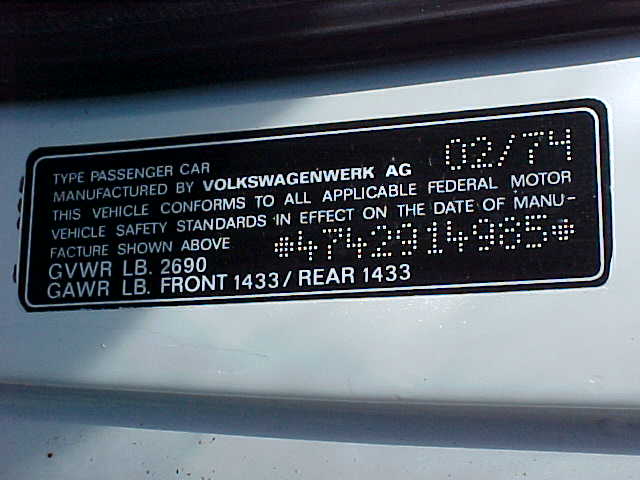 TYPE PASSENGER CAR 02/74
MANUFACTURED BY VOLKSWAGENWERK AG
THIS VEHICLE CONFORMS TO ALL APPLICABLE FEDERAL MOTOR
VEHICLE SAFETY STANDARDS IN EFFECT ON THE DATE OF MANU-
FACTURE SHOWN ABOVE *4742914985*
GVWR LB. 2690
GAWR LB. FRONT 1433 / REAR 1433